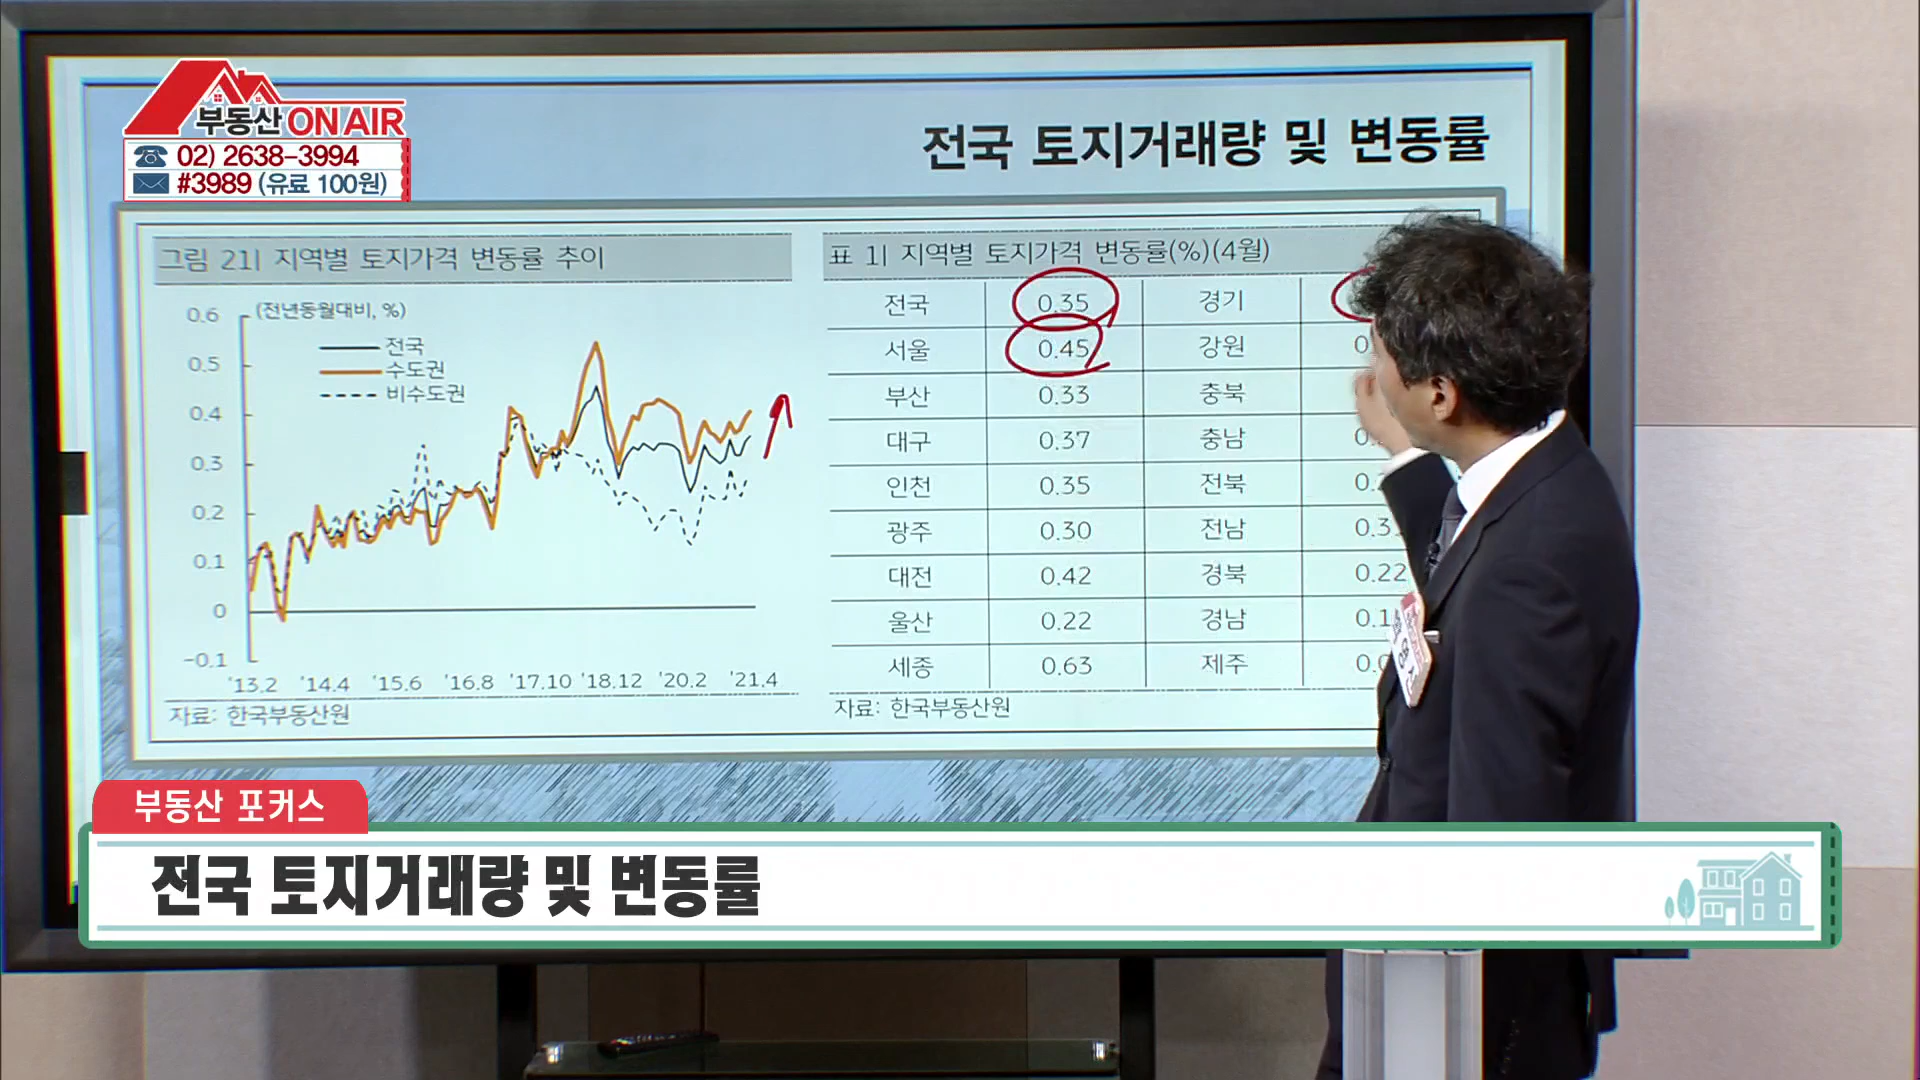 부동산 ON AIR
02) 2638-3994
#3989 (유료 100원)
전국 토지거래량 및 변동률
그림 21| 지역별 토지가격 변동률 추이
(전년동월대비, %)
전국
수도권
비수도권
0.6
0.5
0.4
0.3
0.2
0.1
0
-0.1
'13.2 '14.4 '15.6 '16.8 '17.10 '18.12 '20.2 '21.4
자료: 한국부동산원
표 1| 지역별 토지가격 변동률(%)(4월)
전국 0.35 경기
서울 0.45 강원
부산 0.33 충북
대구 0.37 충남
인천 0.35 전북
광주 0.30 전남
대전 0.42 경북 0.22
울산 0.22 경남
세종 0.63 제주
자료: 한국부동산원
부동산 포커스
전국 토지거래량 및 변동률